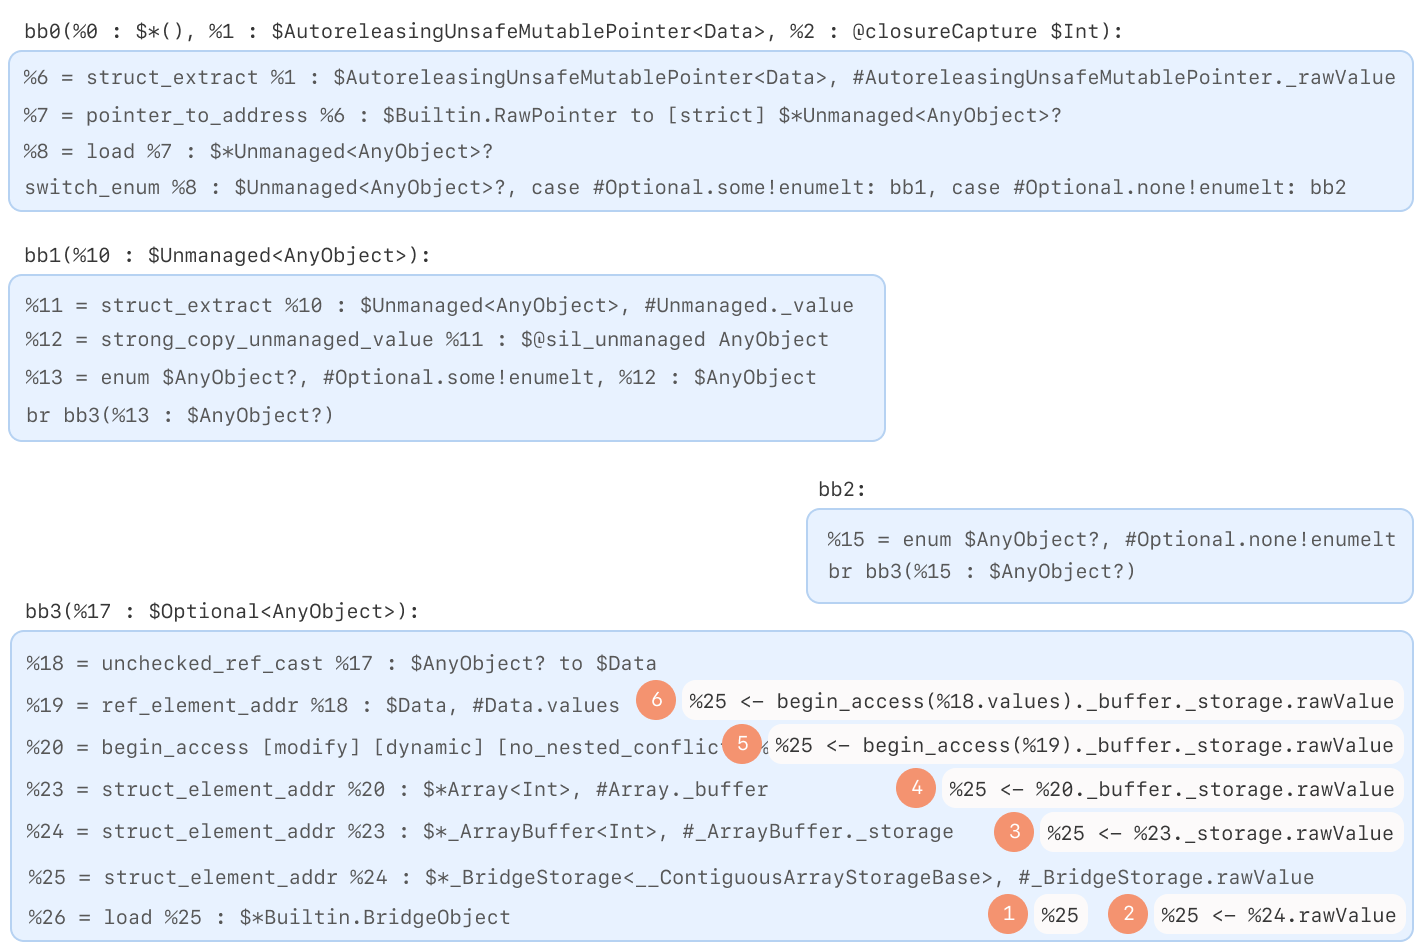 bb0(%0 : $*(), %1 : $AutoreleasingUnsafeMutablePointer<Data>, %2 : @closureCapture $Int):
%6 = struct_extract %1 : $AutoreleasingUnsafeMutablePointer<Data>, #AutoreleasingUnsafeMutablePointer._rawValue
%7 = pointer_to_address %6 : $Builtin.RawPointer to [strict] $*Unmanaged<AnyObject>?
%8 = load %7 : $*Unmanaged<AnyObject>?
switch_enum %8 : $Unmanaged<AnyObject>?, case #Optional.some!enumelt: bb1, case #Optional.none!enumelt: bb2
bb1(%10 : $Unmanaged<AnyObject>):
%11 = struct_extract %10 : $Unmanaged<AnyObject>, #Unmanaged._value
%12 = strong_copy_unmanaged_value %11 : $@sil_unmanaged AnyObject
%13 = enum $AnyObject?, #Optional.some!enumelt, %12 : $AnyObject
br bb3(%13 : $AnyObject?)
bb2:
%15 = enum $AnyObject?, #Optional.none!enumelt
br bb3(%15 : $AnyObject?)
bb3(%17 : $Optional<AnyObject>):
%18 = unchecked_ref_cast %17 : $AnyObject? to $Data
%19 = ref_element_addr %18 : $Data, #Data.values 6 %25 <- begin_access(%18.values)._buffer._storage.rawValue
%20 = begin_access [modify] [dynamic] [no_nested_conflic 5 %25 <- begin_access(%19)._buffer._storage.rawValue
%23 = struct_element_addr %20 : $*Array<Int>, #Array._buffer 4 %25 <- %20._buffer._storage.rawValue
%24 = struct_element_addr %23 : $*_ArrayBuffer<Int>, #_ArrayBuffer._storage 3 %25 <- %23._storage.rawValue
%25 = struct_element_addr %24 : $*_BridgeStorage<__ContiguousArrayStorageBase>, #_BridgeStorage.rawValue
%26 = load %25 : $*Builtin.BridgeObject 1 %25 2 %25 <- %24.rawValue